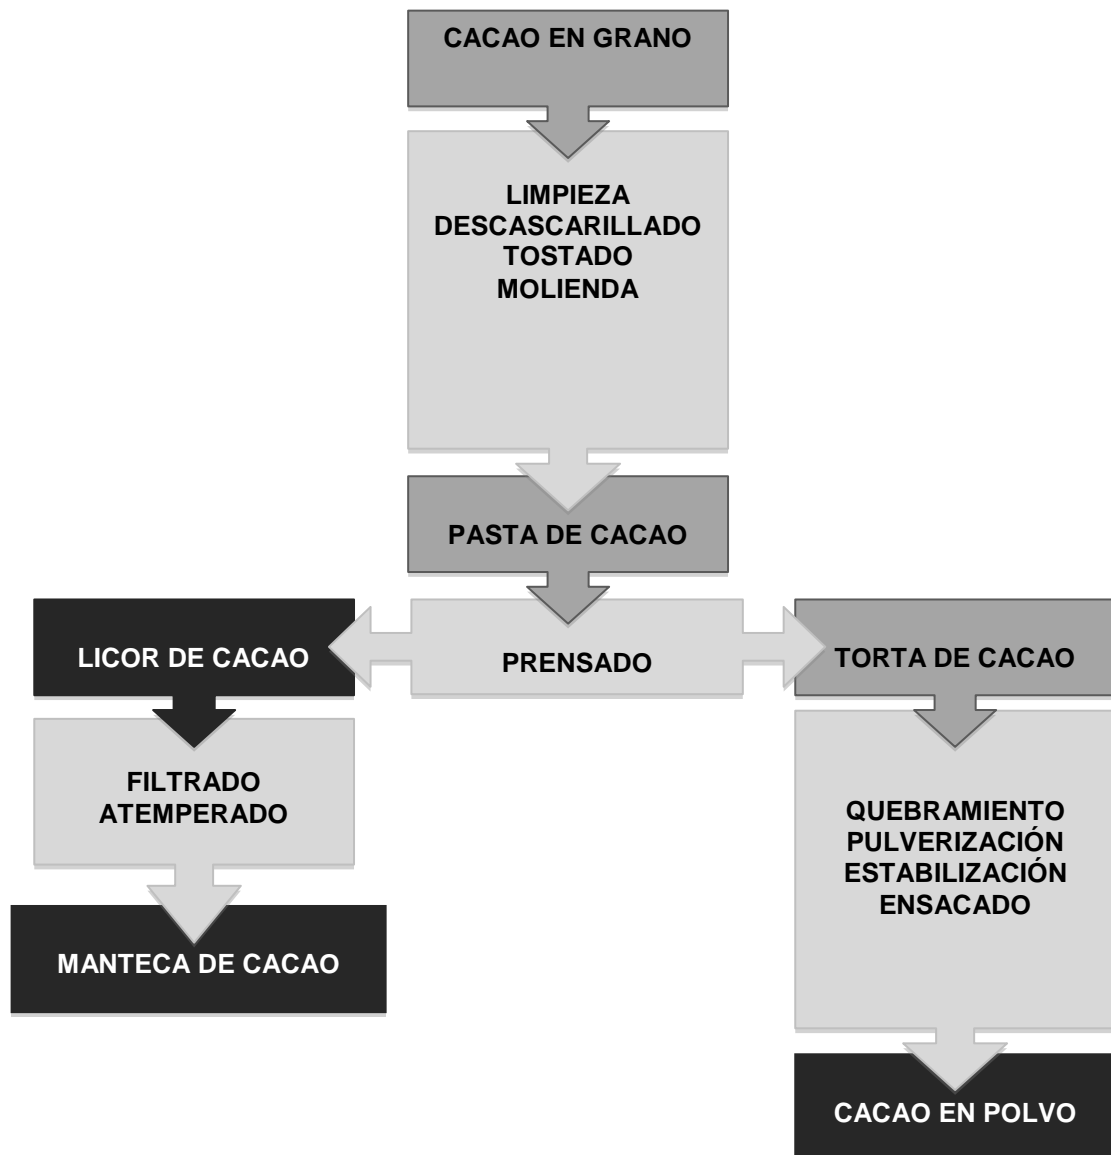 CACAO EN GRANO
LIMPIEZA
DESCASCARILLADO
TOSTADO
MOLIENDA
PASTA DE CACAO
LICOR DE CACAO
PRENSADO
TORTA DE CACAO
FILTRADO
ATEMPERADO
MANTECA DE CACAO
QUEBRAMIENTO
PULVERIZACIÓN
ESTABILIZACIÓN
ENSACADO
CACAO EN POLVO